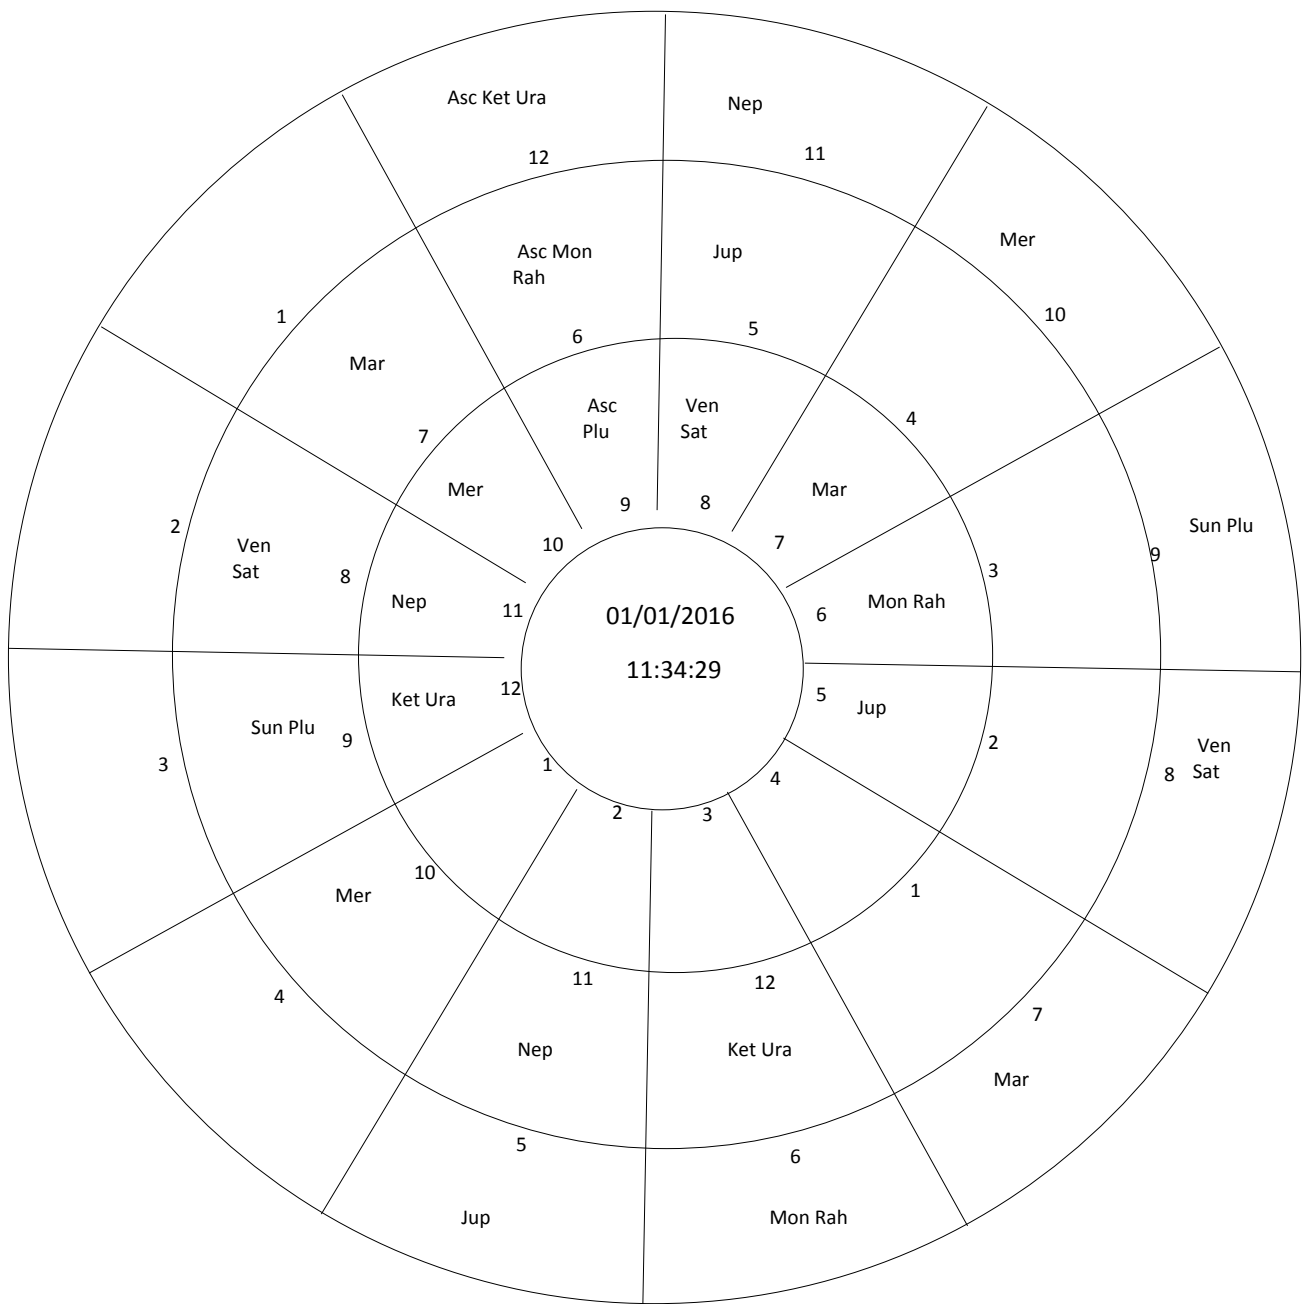 Asc Ket Ura
Nep
12
11
Mer
Asc Mon
Rah
Jup
1
10
6
5
Mar
Asc
Plu
Ven
Sat
4
7
Mer
Mar
9
8
2
Sun Plu
Ven
Sat
10
7
9
8
3
Nep
11
6
Mon Rah
01/01/2016
11:34:29
12
5
Ket Ura
Jup
Sun Plu
9
2
Ven
Sat
3
1
4
8
2
3
10
1
Mer
11
12
4
7
Nep
Ket Ura
Mar
5
6
Jup
Mon Rah